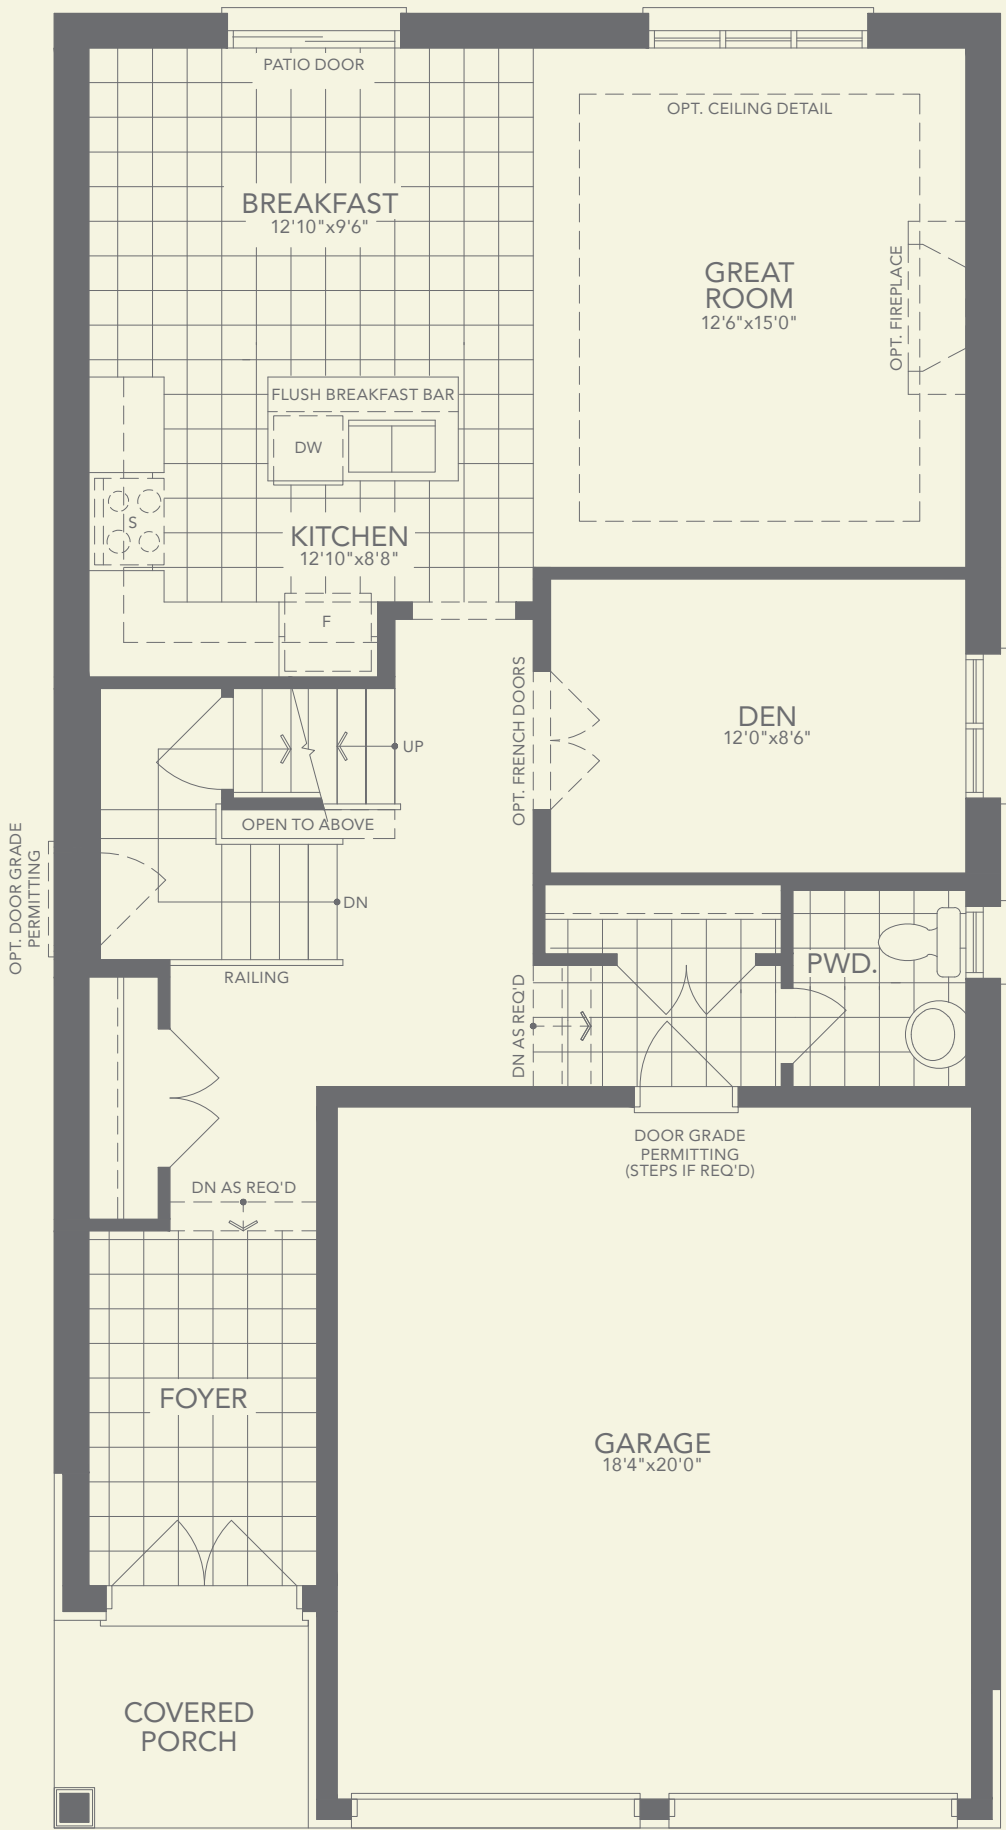 PATIO DOOR
OPT. CEILING DETAIL
BREAKFAST
12'10"x9'6"
GREAT
ROOM
12'6"x15'0"
OPT. FIREPLACE
FLUSH BREAKFAST BAR
DW
S
KITCHEN
12'10"x8'8"
F
OPT. FRENCH DOORS
DEN
12'0"x8'6"
UP
OPEN TO ABOVE
OPT. DOOR GRADE
PERMITTING
DN
RAILING
PWD.
DN AS REQ'D
DOOR GRADE
PERMITTING
(STEPS IF REQ'D)
DN AS REQ'D
FOYER
GARAGE
18'4"x20'0"
COVERED
PORCH